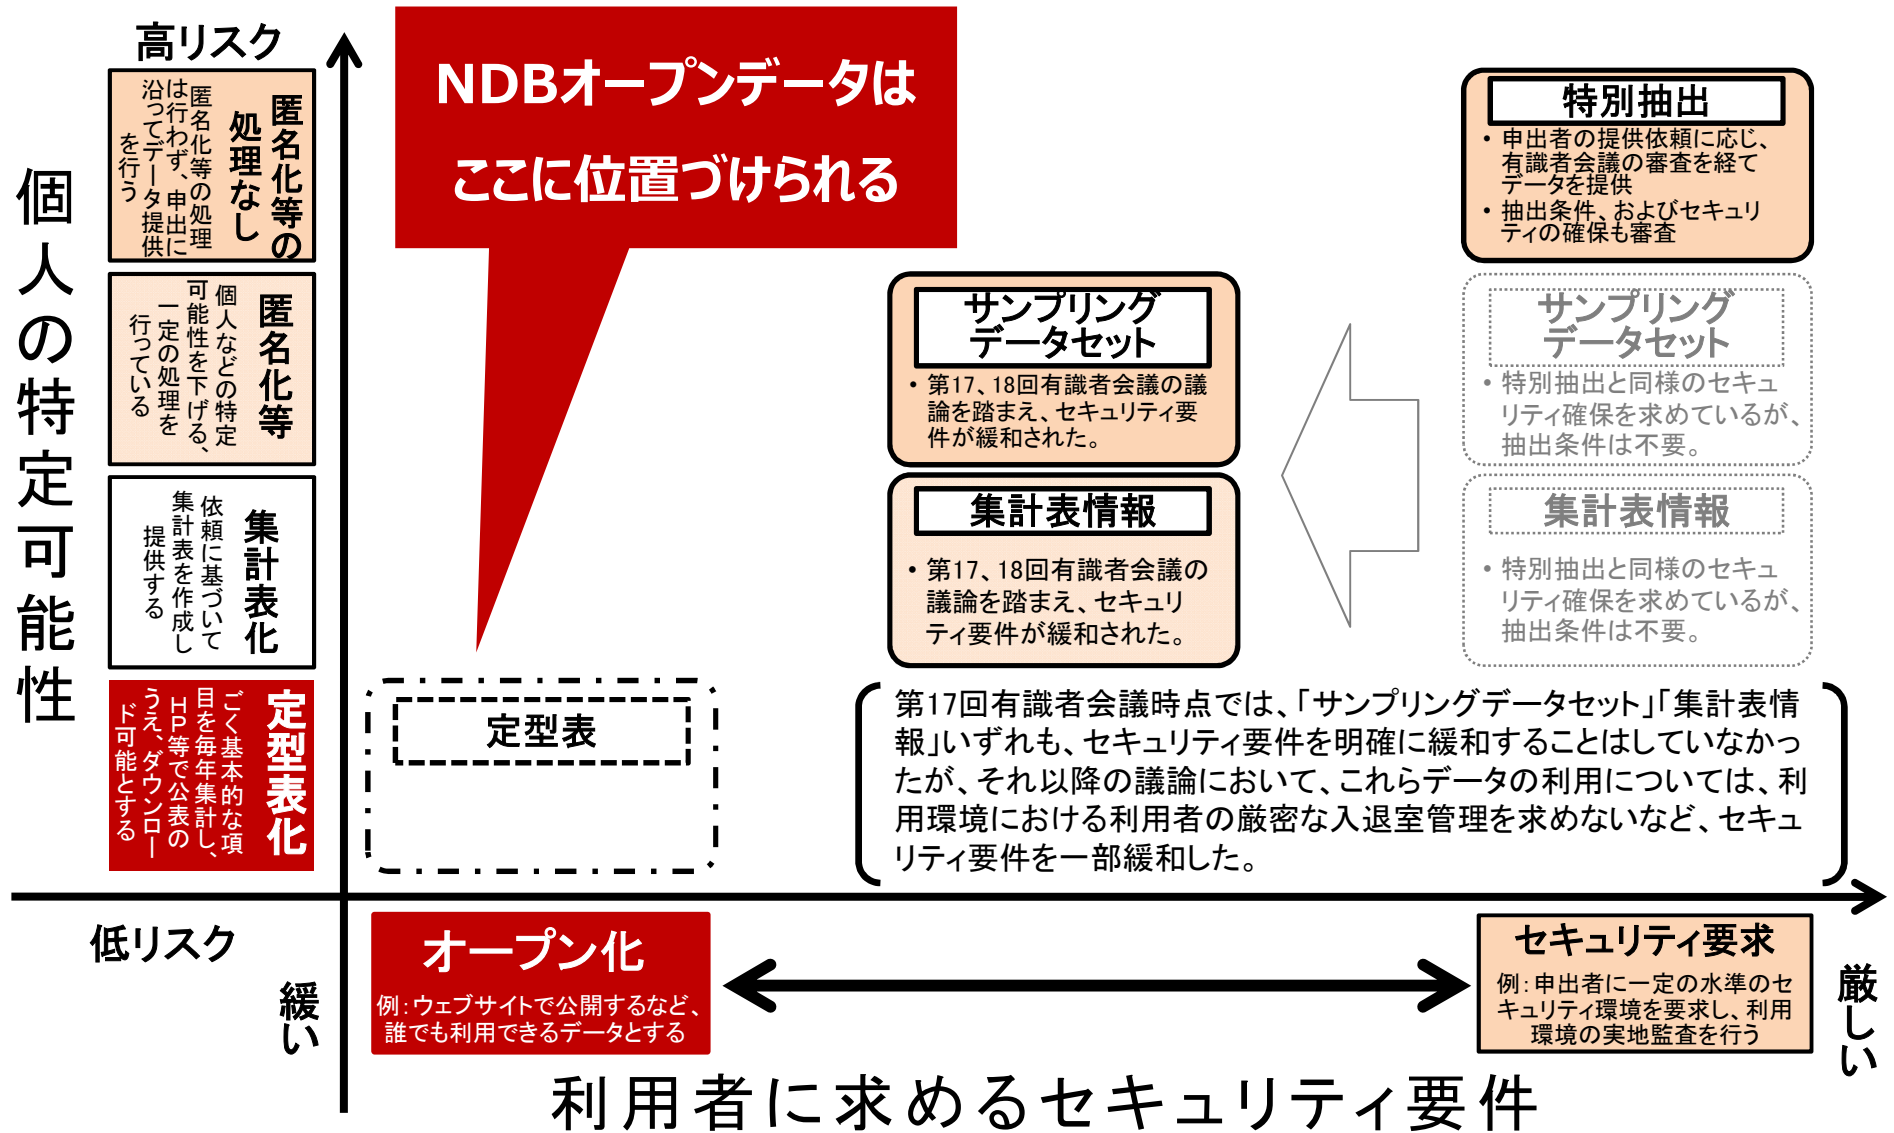 高リスク
個人の特定可能性
匿名化等の
処理なし
匿名化等の処理
は行わず、申出に
沿ってデータ提供
を行う
匿名化等
個人などの特定
可能性を下げる、
一定の処理を
行っている
集計表化
依頼に基づいて
集計表を作成し
提供する
定型表化
ごく基本的な項
目を毎年集計し、
ＨＰ等で公表の
うえ、ダウンロー
ド可能とする
NDBオープンデータは
ここに位置づけられる
特別抽出
・申出者の提供依頼に応じ、
有識者会議の審査を経て
データを提供
・抽出条件、およびセキュリ
ティの確保も審査
サンプリング
データセット
・第17、18回有識者会議の議
論を踏まえ、セキュリティ要
件が緩和された。
サンプリング
データセット
・特別抽出と同様のセキュ
リティ確保を求めているが、
抽出条件は不要。
集計表情報
・第17、18回有識者会議の
議論を踏まえ、セキュリ
ティ要件が緩和された。
集計表情報
・特別抽出と同様のセキュ
リティ確保を求めているが、
抽出条件は不要。
定型表
第17回有識者会議時点では、「サンプリングデータセット」「集計表情
報」いずれも、セキュリティ要件を明確に緩和することはしていなかっ
たが、それ以降の議論において、これらデータの利用については、利
用環境における利用者の厳密な入退室管理を求めないなど、セキュ
リティ要件を一部緩和した。
低リスク
緩い
オープン化
例：ウェブサイトで公開するなど、
誰でも利用できるデータとする
セキュリティ要求
例：申出者に一定の水準のセ
キュリティ環境を要求し、利用
環境の実地監査を行う
厳しい
利用者に求めるセキュリティ要件